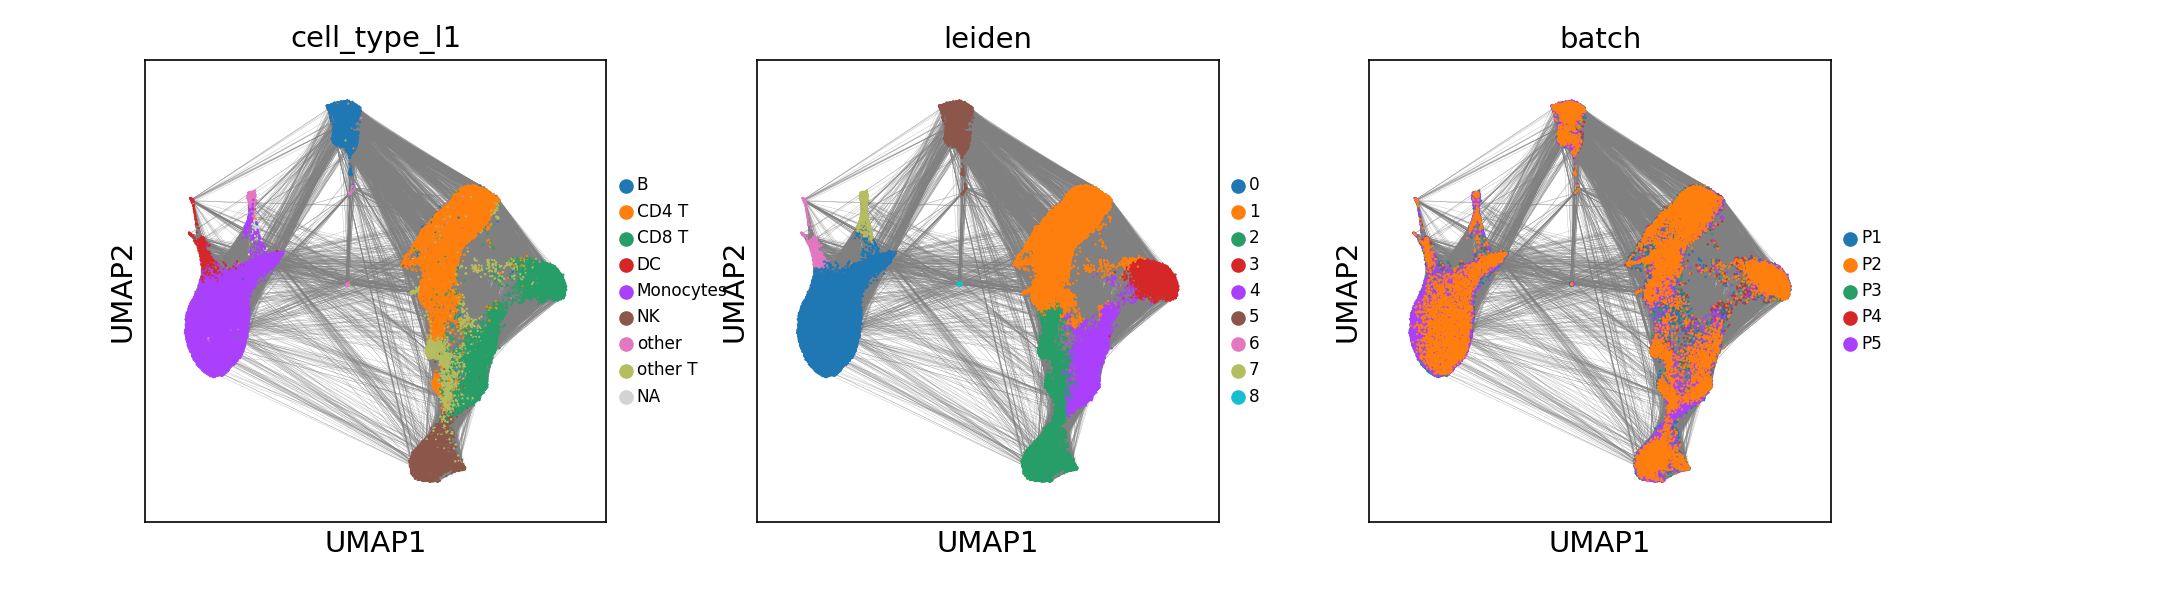 cell_type_l1
UMAP2
UMAP1
B
CD4 T
CD8 T
DC
Monocytes
NK
other
other T
NA
leiden
UMAP2
UMAP1
0
1
2
3
4
5
6
7
8
batch
UMAP2
UMAP1
P1
P2
P3
P4
P5